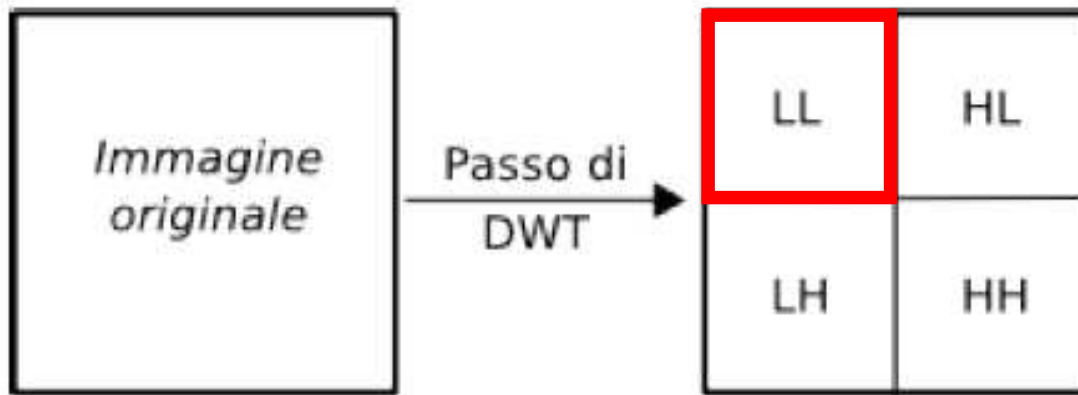 Immagine
originale
Passo di
DWT
LL
HL
LH
HH